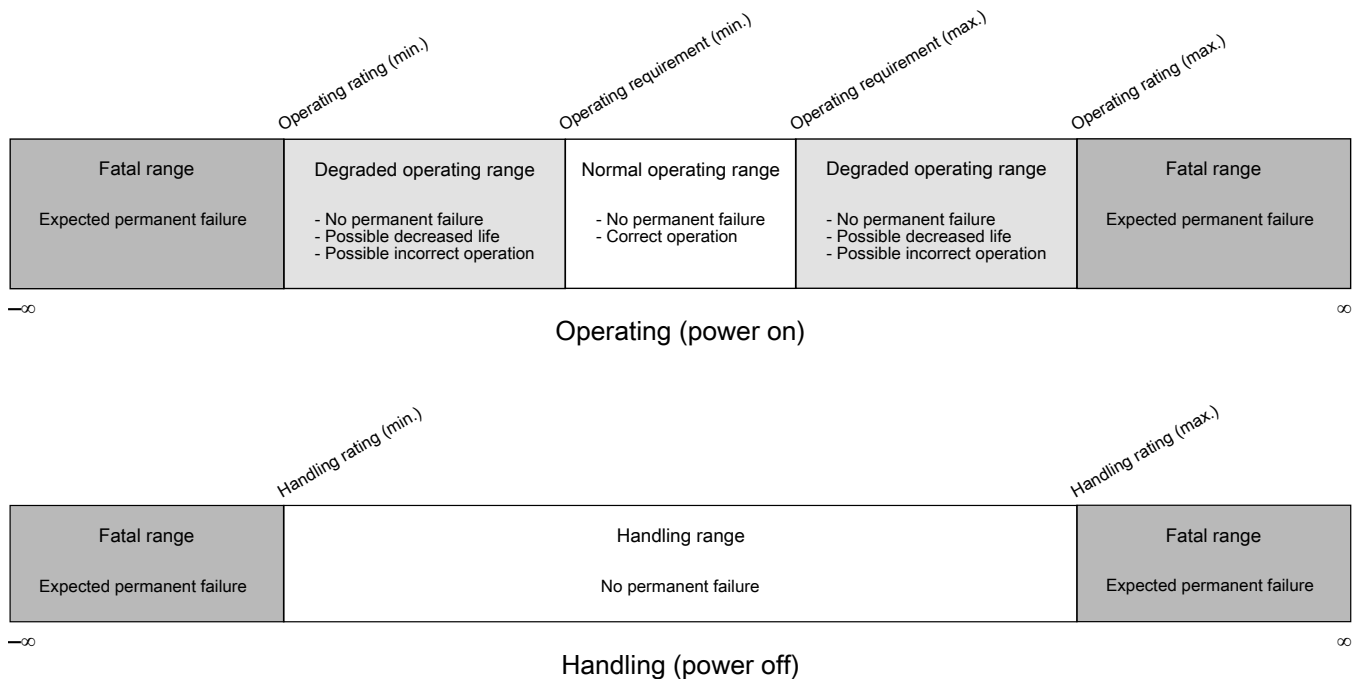 Operating rating (min.)
Operating requirement (min.)
Operating requirement (max.)
Operating rating (max.)
Fatal range
Expected permanent failure
Degraded operating range
- No permanent failure
- Possible decreased life
- Possible incorrect operation
Normal operating range
- No permanent failure
- Correct operation
Degraded operating range
- No permanent failure
- Possible decreased life
- Possible incorrect operation
Fatal range
Expected permanent failure
–∞
∞
Operating (power on)
Handling rating (min.)
Handling rating (max.)
Fatal range
Expected permanent failure
Handling range
No permanent failure
Fatal range
Expected permanent failure
–∞
∞
Handling (power off)